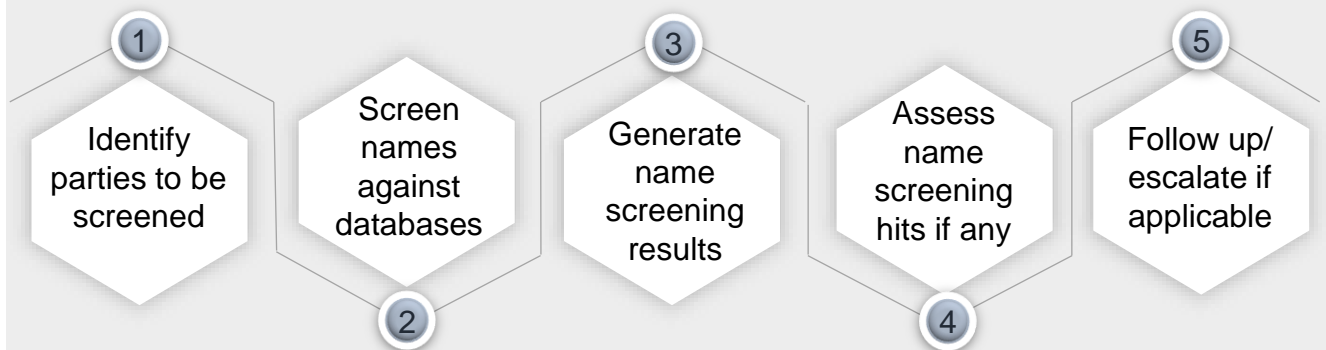 1
Identify
parties to be
screened
2
Screen
names
against
databases
3
Generate
name
screening
results
4
Assess
name
screening
hits if any
5
Follow up/
escalate if
applicable